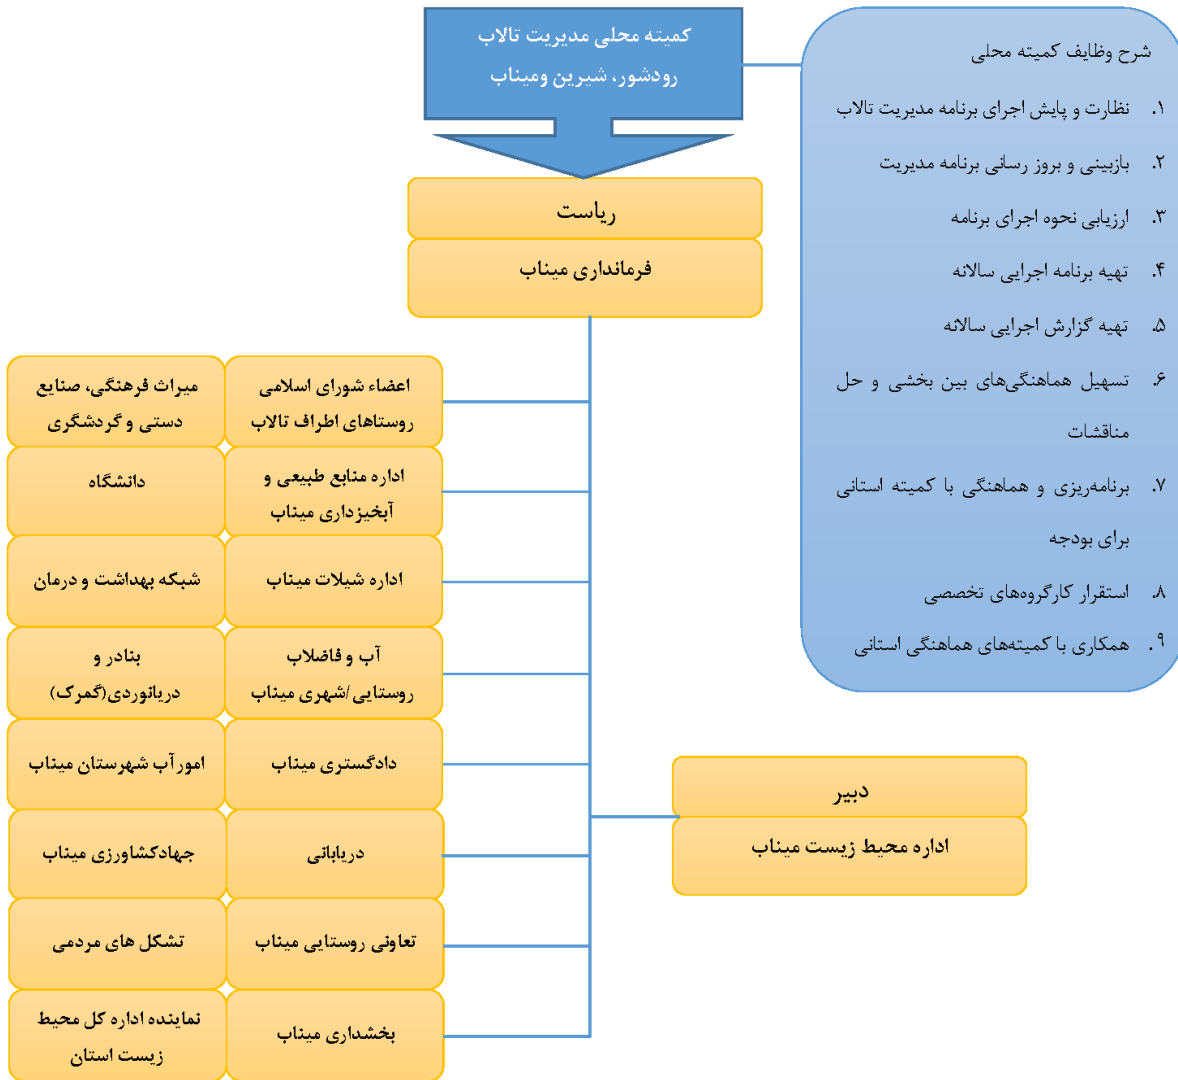 کمیته محلی مدیریت تالاب
رودشور، شیرین ومیناب
شرح وظایف کمیته محلی
۱. نظارت و پایش اجرای برنامه مدیریت تالاب
۲. بازبینی و بروز رسانی برنامه مدیریت
۳. ارزیابی نحوه اجرای برنامه
۴. تهیه برنامه اجرایی سالانه
۵. تهیه گزارش اجرایی سالانه
۶. تسهیل هماهنگی‌های بین بخشی و حل
مناقشات
۷. برنامه‌ریزی و هماهنگی با کمیته استانی
برای بودجه
۸. استقرار کارگروه‌های تخصصی
۹. همکاری با کمیته‌های هماهنگی استانی
ریاست
فرمانداری میناب
اعضاء شورای اسلامی
روستاهای اطراف تالاب
میراث فرهنگی، صنایع
دستی و گردشگری
اداره منابع طبیعی و
آبخیزداری میناب
دانشگاه
اداره شیلات میناب
شبکه بهداشت و درمان
آب و فاضلاب
روستایی/شهری میناب
بنادر و
دریانوردی(گمرک)
دادگستری میناب
امورآب شهرستان میناب
دریابانی
جهادکشاورزی میناب
تعاونی روستایی میناب
تشکل های مردمی
بخشداری میناب
نماینده اداره کل محیط
زیست استان
دبیر
اداره محیط زیست میناب